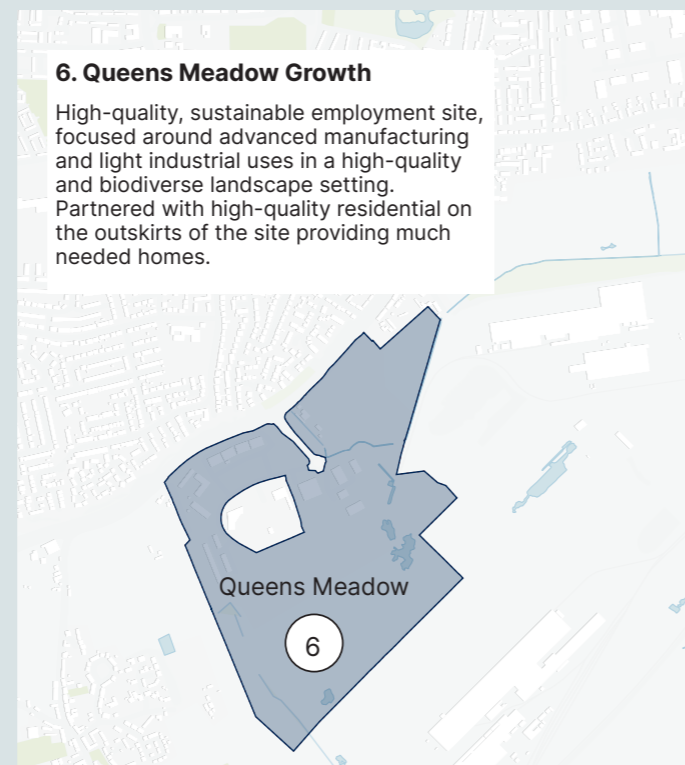 6. Queens Meadow Growth
High-quality, sustainable employment site,
focused around advanced manufacturing
and light industrial uses in a high-quality
and biodiverse landscape setting.
Partnered with high-quality residential on
the outskirts of the site providing much
needed homes.
Queens Meadow
6